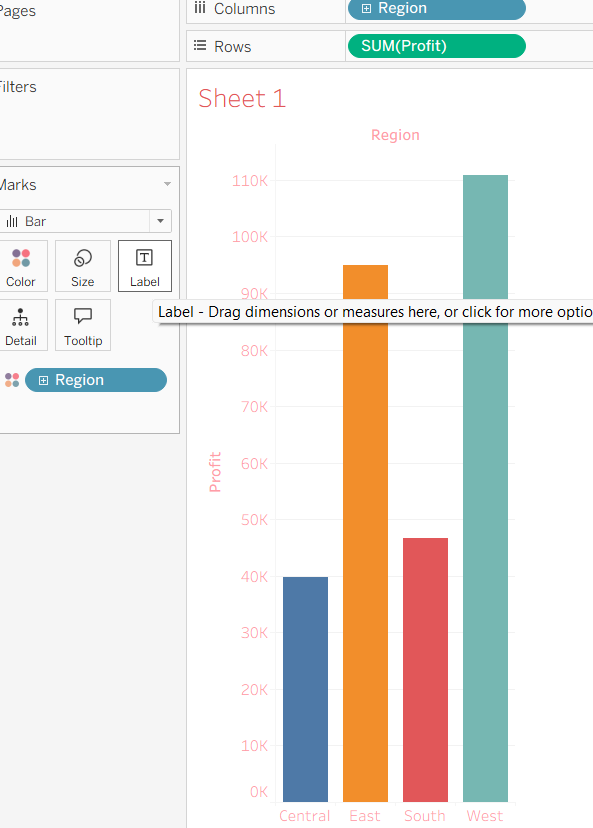 Pages
Columns
Region
Rows
SUM(Profit)
Filters
Marks
Bar
Color
Size
Label
Detail
Tooltip
Region
Label - Drag dimensions or measures here, or click for more optio
Sheet 1
Region
Profit
110K
100K
90K
80K
70K
60K
50K
40K
30K
20K
10K
0K
Central East South West